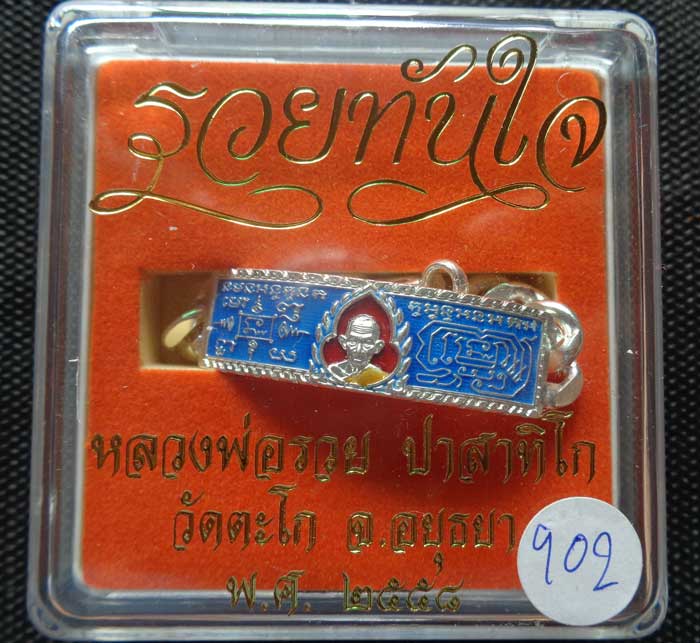 รวยทันใจ
หลวงพ่อรวย ปาสาทิโก
วัดตะโก จ.อยุธยา
พ.ศ. ๒๕๕๘
902